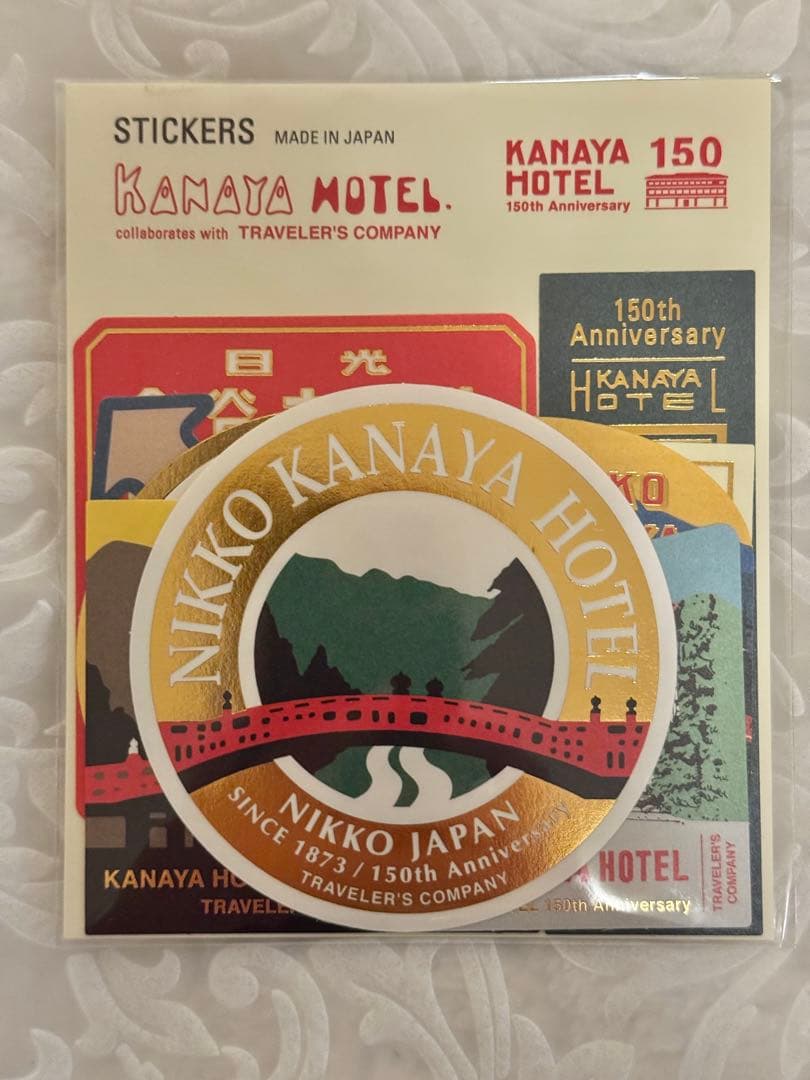 STICKERS MADE IN JAPAN
KANAYA HOTEL.
collaborates with TRAVELER'S COMPANY
KANAYA 150
HOTEL
150th Anniversary
150th
Anniversary
KANAYA
HOTEL
日光
NIKKO KANAYA HOTEL
NIKKO JAPAN
SINCE 1873 / 150th Anniversary
TRAVELER'S COMPANY
KANAYA HO
TRAVELE
HOTEL
150th Anniversary
TRAVELER'S
COMPANY